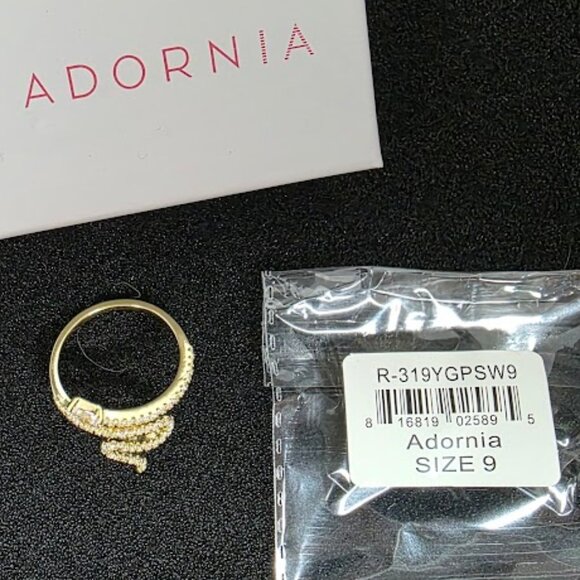 ADORNIA
R-319YGPSW9
8 16819 02589 5
Adornia
SIZE 9